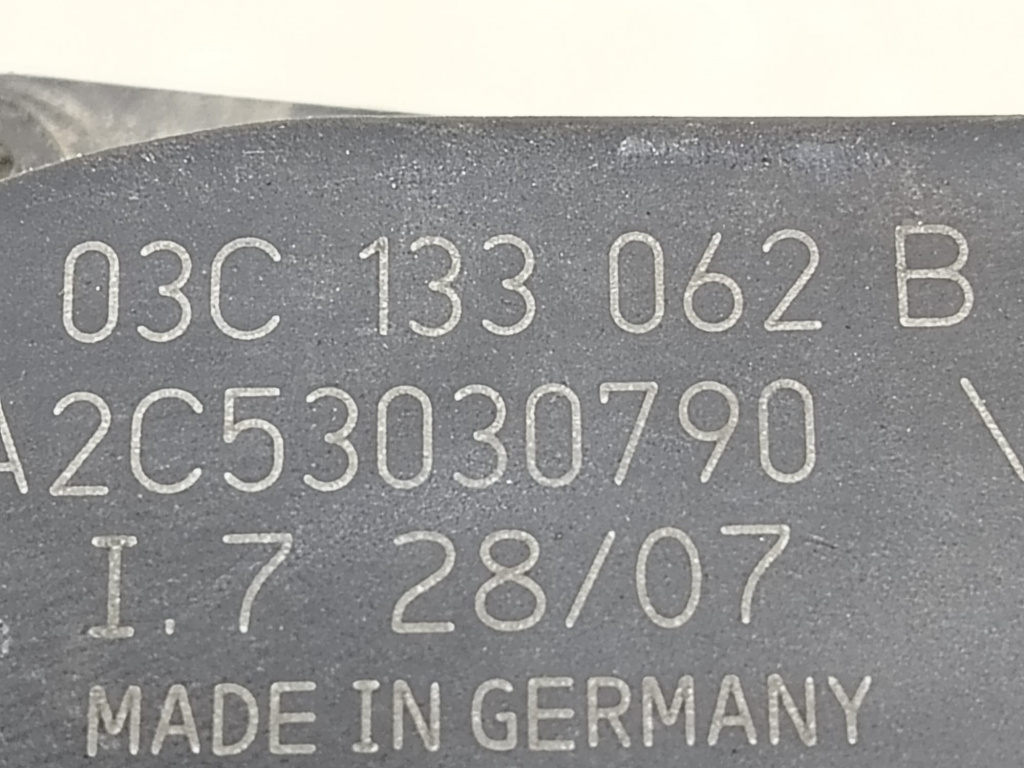 03C 133 062 B
A2C53030790
I.7 28/07
MADE IN GERMANY